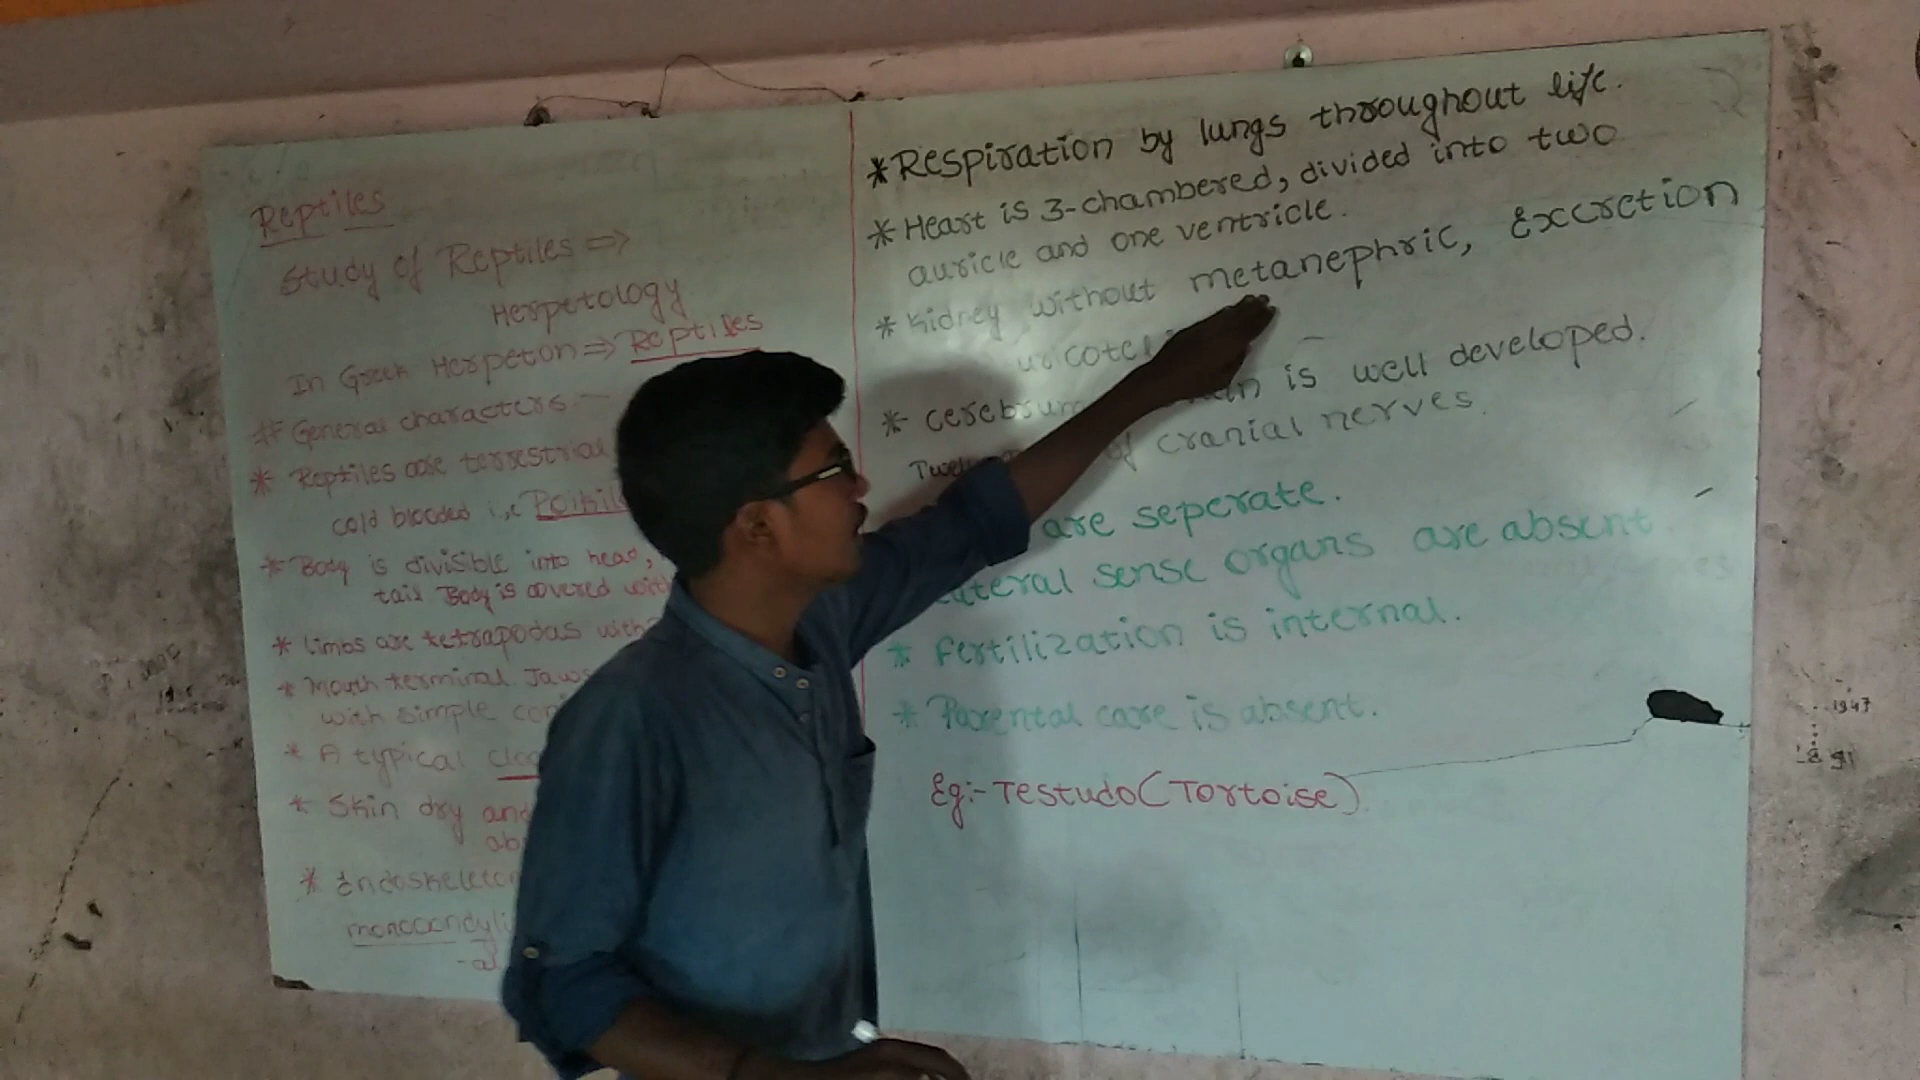 Reptiles
Study of Reptiles =>
Herpetology
In Greek Herpeton => Reptiles
* General characters :-
* Reptiles are terrestrial
cold blooded i,e
* Body is divisible into head,
tail Body is covered with
* limbs are tetrapodas with
* Mouth terminal Jaws
with simple
* A typical
* Skin dry and
* Endoskeleton
* Respiration by lungs throughout life.
* Heart is 3-chambered, divided into two
auricle and one ventricle.
* Kidney without metanephric, Excretion
* cerebrum is well developed.
of cranial nerves.
are seperate.
lateral sense organs are absent
* Fertilization is internal.
* Parental care is absent.
Eg:- Testudo (Tortoise)
1947